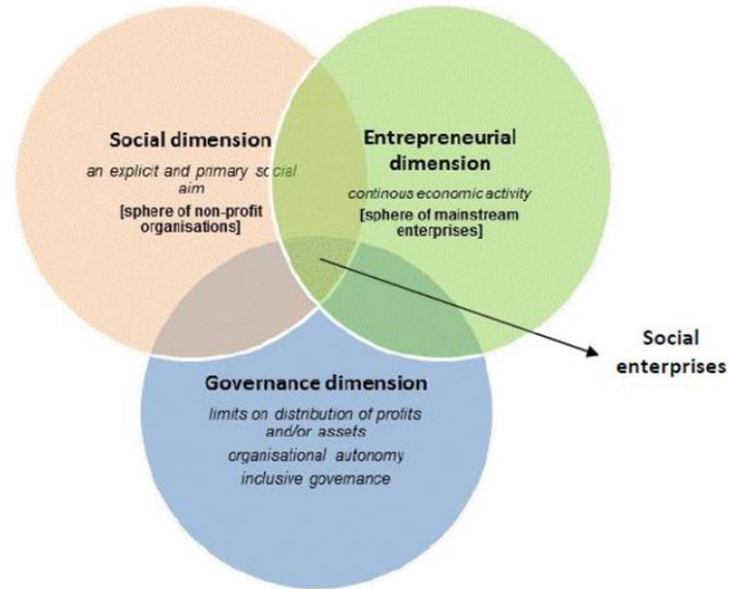 Social dimension
an explicit and primary social
aim
[sphere of non-profit
organisations]
Entrepreneurial
dimension
continous economic activity
[sphere of mainstream
enterprises]
Social
enterprises
Governance dimension
limits on distribution of profits
and/or assets
organisational autonomy
inclusive governance